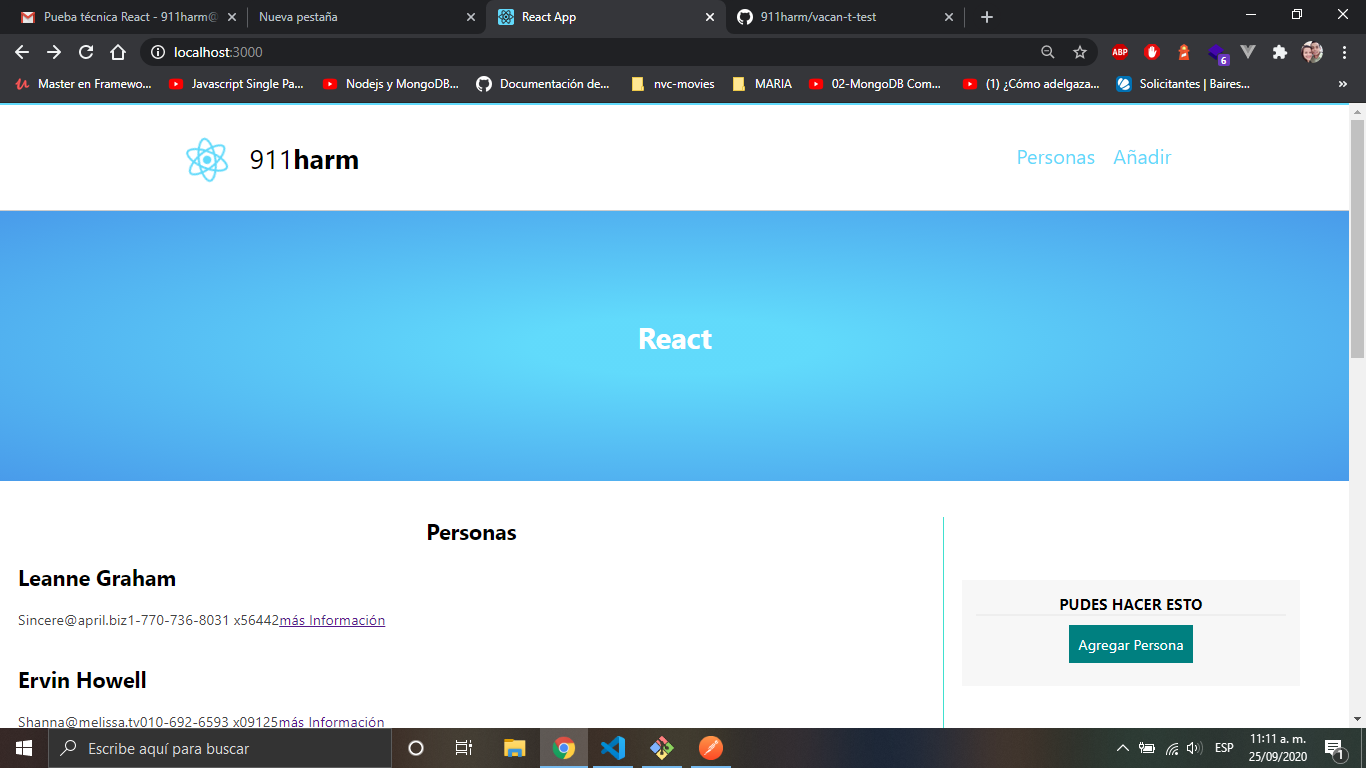 Pueba técnica React - 911harm@
Nueva pestaña
React App
911harm/vacan-t-test
localhost:3000
ABP
6
Master en Framewo...
Javascript Single Pa...
Nodejs y MongoDB...
Documentación de...
nvc-movies
MARIA
02-MongoDB Com...
(1) ¿Cómo adelgaza...
Solicitantes | Baires...
»
911harm
Personas
Añadir
React
Personas
Leanne Graham
Sincere@april.biz1-770-736-8031 x56442más Información
Ervin Howell
Shanna@melissa.tv010-692-6593 x09125más Información
PUDES HACER ESTO
Agregar Persona
Escribe aquí para buscar
ESP
11:11 a. m.
25/09/2020
1